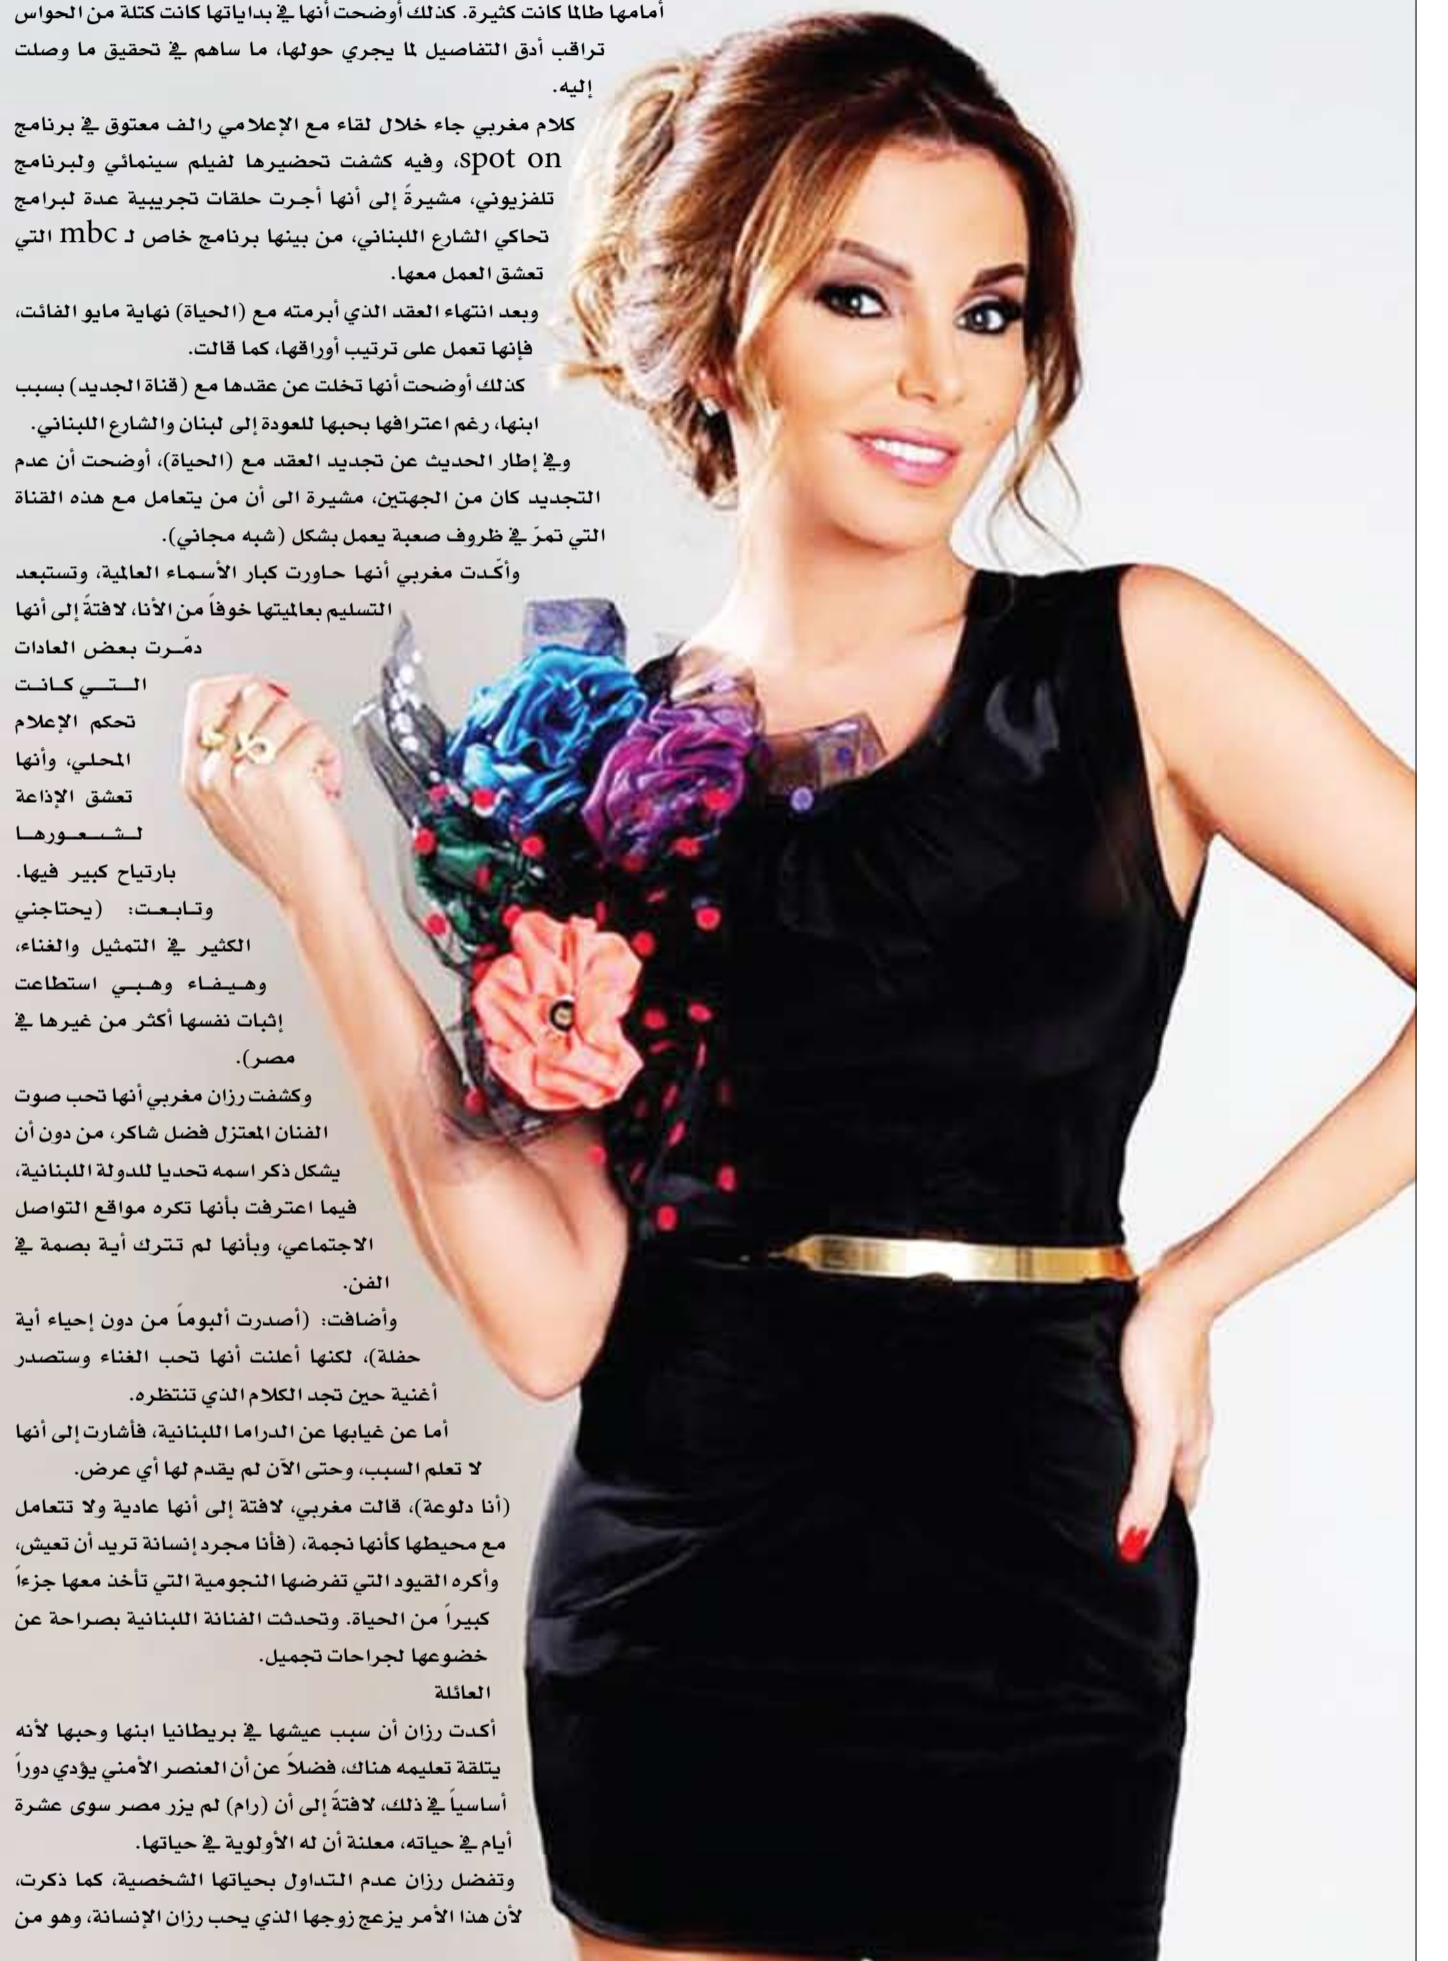 أمامها طالما كانت كثيرة. كذلك أوضحت أنها في بداياتها كانت كتلة من الحواس
تراقب أدق التفاصيل لما يجري حولها، ما ساهم في تحقيق ما وصلت
إليه.
كلام مغربي جاء خلال لقاء مع الإعلامي رالف معتوق في برنامج
spot on، وفيه كشفت تحضيرها لفيلم سينمائي ولبرنامج
تلفزيوني، مشيرةً إلى أنها أجرت حلقات تجريبية عدة لبرامج
تحاكي الشارع اللبناني، من بينها برنامج خاص لـ mbc التي
تعشق العمل معها.
وبعد انتهاء العقد الذي أبرمته مع (الحياة) نهاية مايو الفائت،
فإنها تعمل على ترتيب أوراقها، كما قالت.
كذلك أوضحت أنها تخلت عن عقدها مع (قناة الجديد) بسبب
ابنها، رغم اعترافها بحبها للعودة إلى لبنان والشارع اللبناني.
وفي إطار الحديث عن تجديد العقد مع (الحياة)، أوضحت أن عدم
التجديد كان من الجهتين، مشيرة الى أن من يتعامل مع هذه القناة
التي تمرّ في ظروف صعبة يعمل بشكل (شبه مجاني).
وأكّدت مغربي أنها حاورت كبار الأسماء العالمية، وتستبعد
التسليم بعالميتها خوفاً من الأنا، لافتةً إلى أنها
دمّرت بعض العادات
التي كانت
تحكم الإعلام
المحلي، وأنها
تعشق الإذاعة
لشعورها
بارتياح كبير فيها.
وتابعت: (يحتاجني
الكثير في التمثيل والغناء،
وهيفاء وهبي استطاعت
إثبات نفسها أكثر من غيرها في
مصر).
وكشفت رزان مغربي أنها تحب صوت
الفنان المعتزل فضل شاكر، من دون أن
يشكل ذكر اسمه تحديا للدولة اللبنانية،
فيما اعترفت بأنها تكره مواقع التواصل
الاجتماعي، وبأنها لم تترك أية بصمة في
الفن.
وأضافت: (أصدرت ألبوماً من دون إحياء أية
حفلة)، لكنها أعلنت أنها تحب الغناء وستصدر
أغنية حين تجد الكلام الذي تنتظره.
أما عن غيابها عن الدراما اللبنانية، فأشارت إلى أنها
لا تعلم السبب، وحتى الآن لم يقدم لها أي عرض.
(أنا دلوعة)، قالت مغربي، لافتة إلى أنها عادية ولا تتعامل
مع محيطها كأنها نجمة، (فأنا مجرد إنسانة تريد أن تعيش،
وأكره القيود التي تفرضها النجومية التي تأخذ معها جزءاً
كبيراً من الحياة. وتحدثت الفنانة اللبنانية بصراحة عن
خضوعها لجراحات تجميل.
العائلة
أكدت رزان أن سبب عيشها في بريطانيا ابنها وحبها لأنه
يتلقة تعليمه هناك، فضلاً عن أن العنصر الأمني يؤدي دوراً
أساسياً في ذلك، لافتةً إلى أن (رام) لم يزر مصر سوى عشرة
أيام في حياته، معلنة أن له الأولوية في حياتها.
وتفضل رزان عدم التداول بحياتها الشخصية، كما ذكرت،
لأن هذا الأمر يزعج زوجها الذي يحب رزان الإنسانة، وهو من